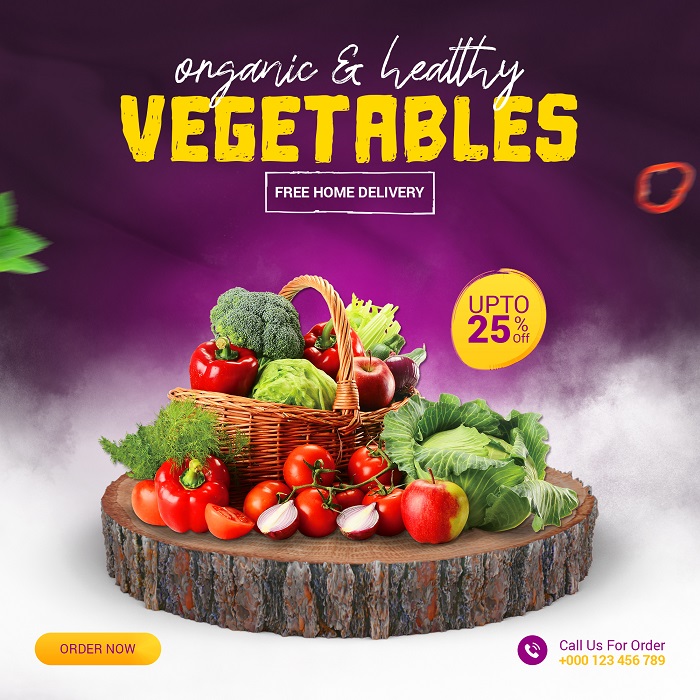 organic & healthy
VEGETABLES
FREE HOME DELIVERY
UPTO
25% Off
ORDER NOW
Call Us For Order
+000 123 456 789